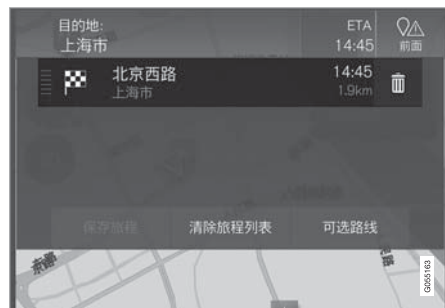 目的地: ETA
上海市 14:45 前面
北京西路 14:45
上海市 1.9km
保存旅程 清除旅程列表 可选路线
G055163